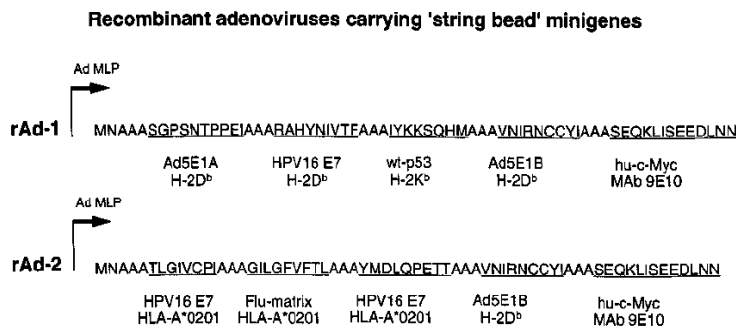 Recombinant adenoviruses carrying 'string bead' minigenes
Ad MLP
rAd-1 MNAAASGPSNTPPEIAAARAHYNIVTFAAAIYKKSQHMAAAVNIRNCCYIAAASEQKLISEEDLNN
Ad5E1A HPV16 E7 wt-p53 Ad5E1B hu-c-Myc
H-2Dᵇ H-2Dᵇ H-2Kᵇ H-2Dᵇ MAb 9E10
Ad MLP
rAd-2 MNAAATLGIVCPIAAAGILGFVFTLAAAYMDLQPETTAAAVNIRNCCYIAAASEQKLISEEDLNN
HPV16 E7 Flu-matrix HPV16 E7 Ad5E1B hu-c-Myc
HLA-A*0201 HLA-A*0201 HLA-A*0201 H-2Dᵇ MAb 9E10